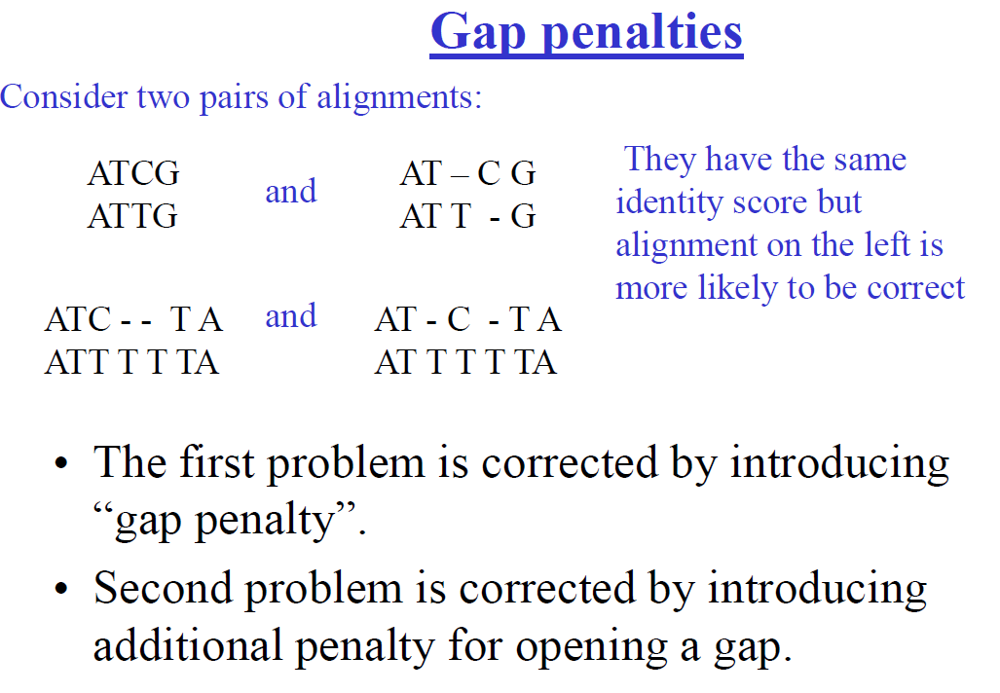 Gap penalties
Consider two pairs of alignments:
ATCG and AT – C G
ATTG AT T - G
They have the same
identity score but
alignment on the left is
more likely to be correct
ATC - - T A and AT - C - T A
ATT T T TA AT T T T TA
• The first problem is corrected by introducing
“gap penalty”.
• Second problem is corrected by introducing
additional penalty for opening a gap.